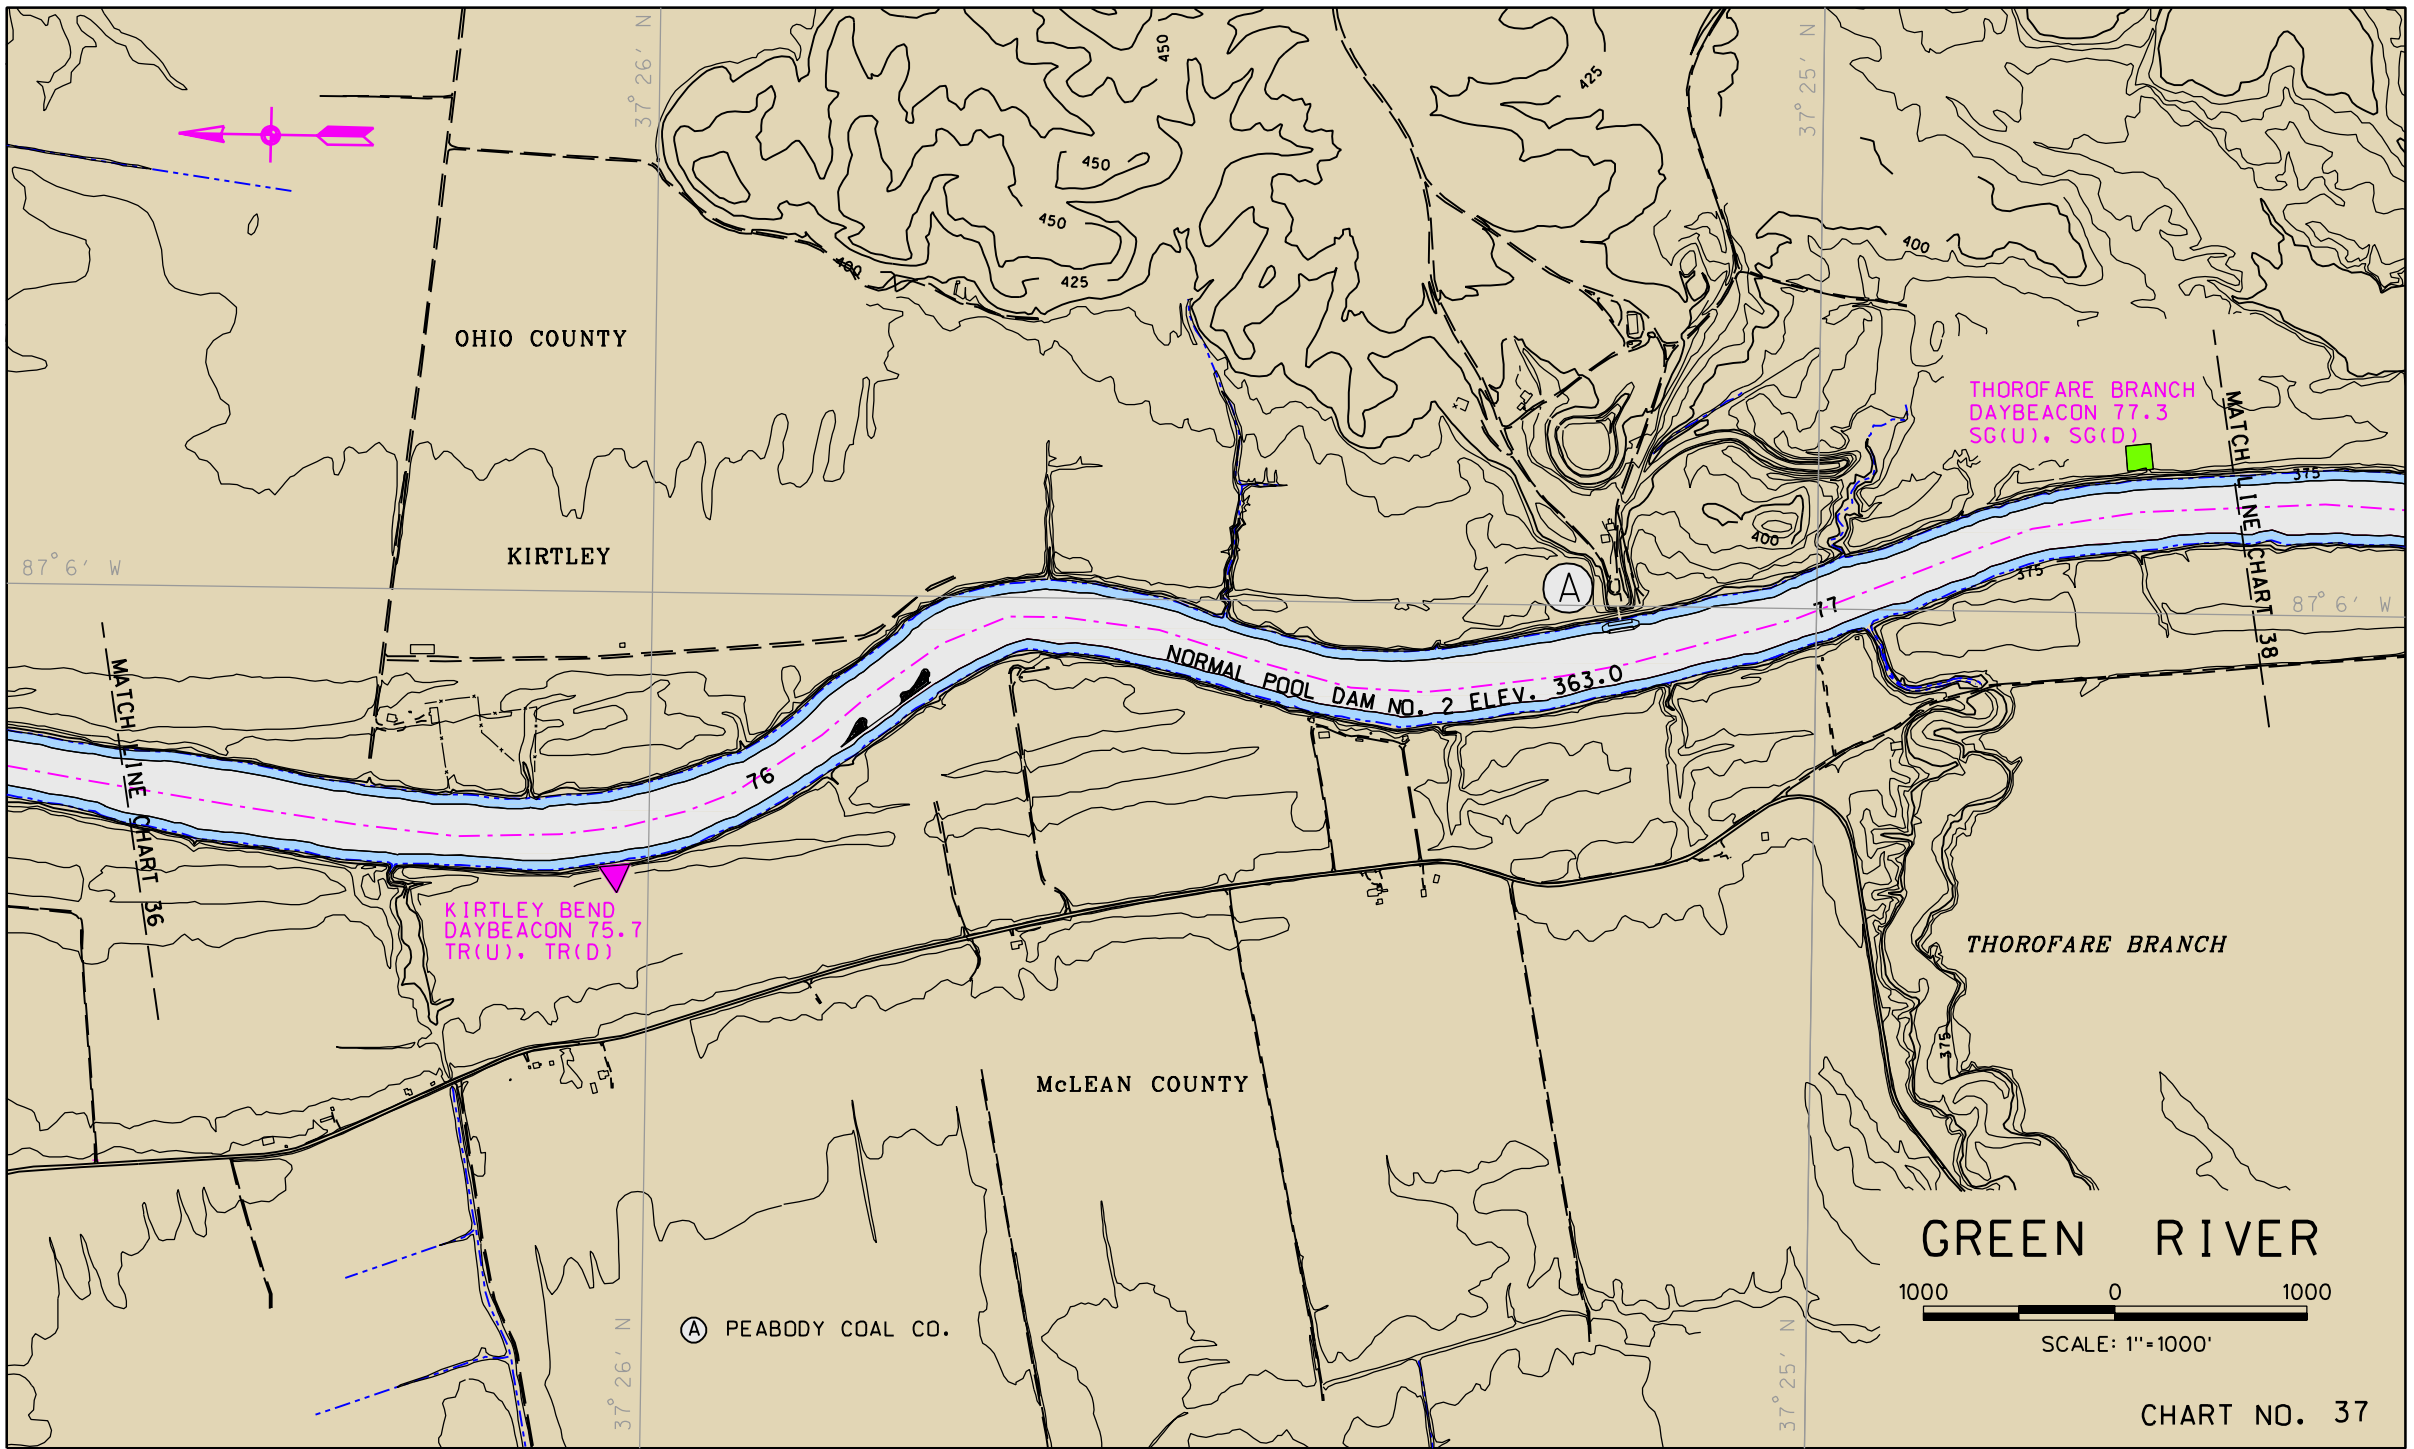 37° 26' N
450
425
37° 25' N
450
450
400
425
400
OHIO COUNTY
THOROFARE BRANCH
DAYBEACON 77.3
SG(U), SG(D)
MATCH LINE CHART 38
375
KIRTLEY
400
87° 6' W
A
375
77
87° 6' W
MATCH LINE CHART 36
NORMAL POOL DAM NO. 2 ELEV. 363.0
76
KIRTLEY BEND
DAYBEACON 75.7
TR(U), TR(D)
THOROFARE BRANCH
375
McLEAN COUNTY
GREEN RIVER
1000 0 1000
SCALE: 1"=1000'
A PEABODY COAL CO.
37° 26' N
37° 25' N
CHART NO. 37